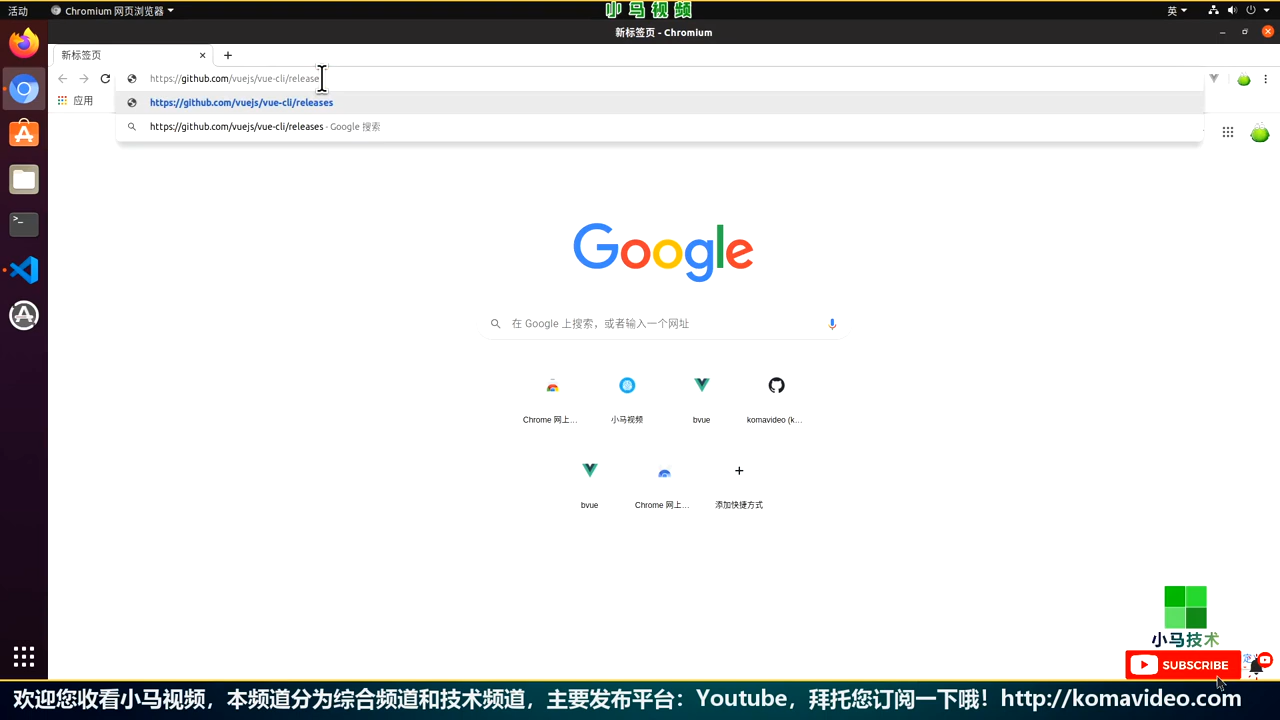 活动
Chromium 网页浏览器
小马视频
英
新标签页 - Chromium
新标签页
https://github.com/vuejs/vue-cli/release
应用
https://github.com/vuejs/vue-cli/releases
https://github.com/vuejs/vue-cli/releases - Google 搜索
Google
在 Google 上搜索，或者输入一个网址
Chrome 网上...
小马视频
bvue
komavideo (k...
bvue
Chrome 网上...
添加快捷方式
小马技术
SUBSCRIBE
欢迎您收看小马视频，本频道分为综合频道和技术频道，主要发布平台：Youtube，拜托您订阅一下哦！http://komavideo.com